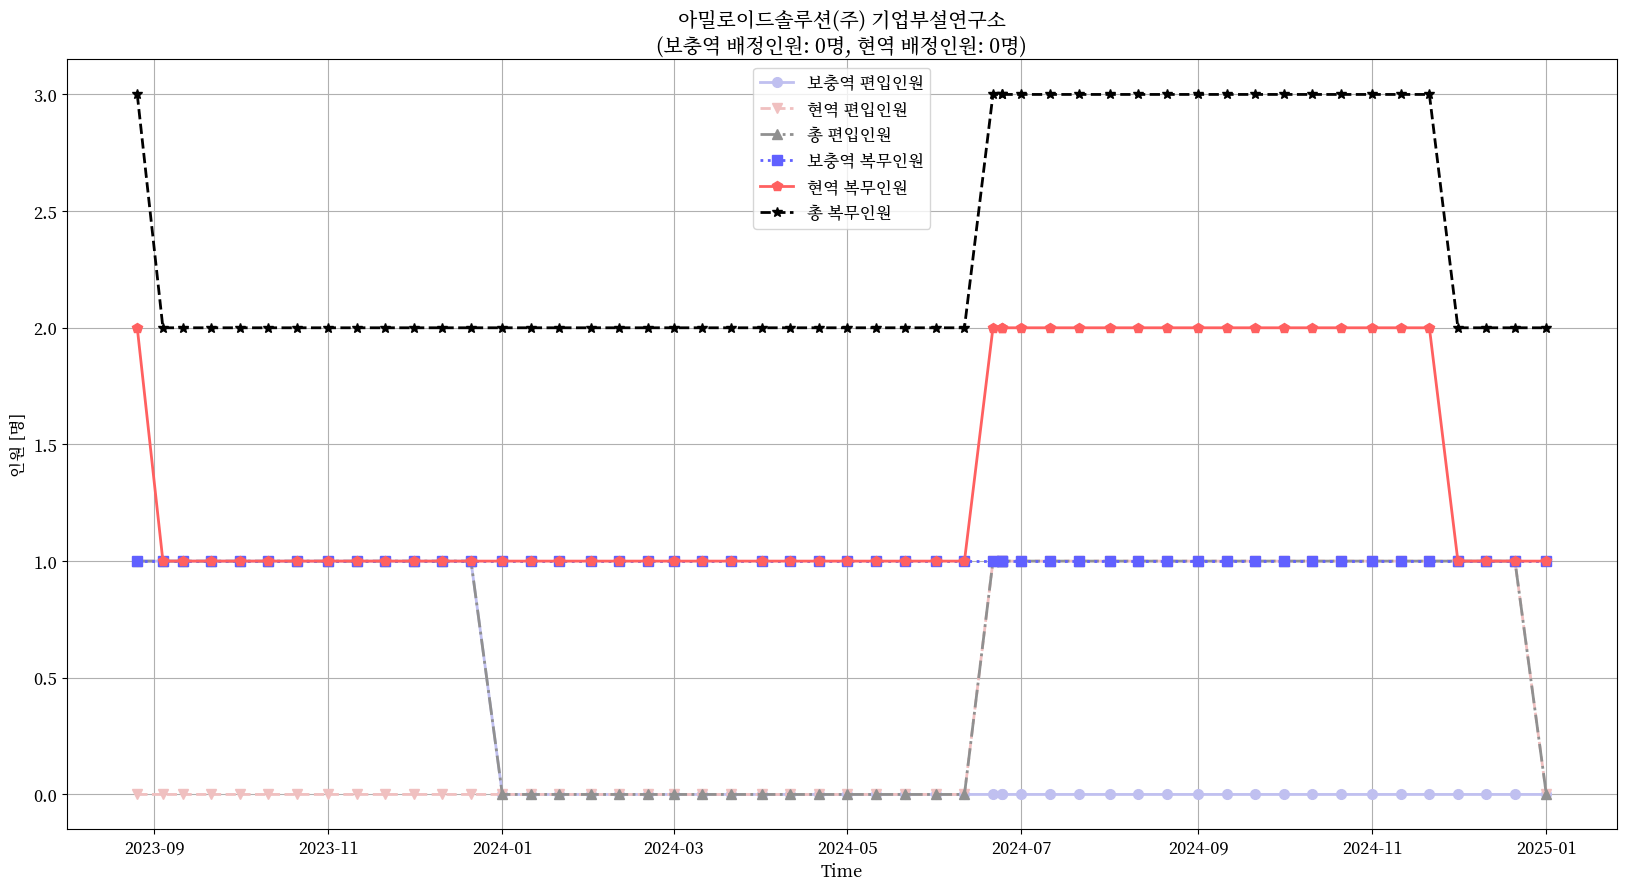 아밀로이드솔루션(주) 기업부설연구소
(보충역 배정인원: 0명, 현역 배정인원: 0명)
보충역 편입인원
현역 편입인원
총 편입인원
보충역 복무인원
현역 복무인원
총 복무인원
인원 [명]
3.0
2.5
2.0
1.5
1.0
0.5
0.0
2023-09 2023-11 2024-01 2024-03 2024-05 2024-07 2024-09 2024-11 2025-01
Time